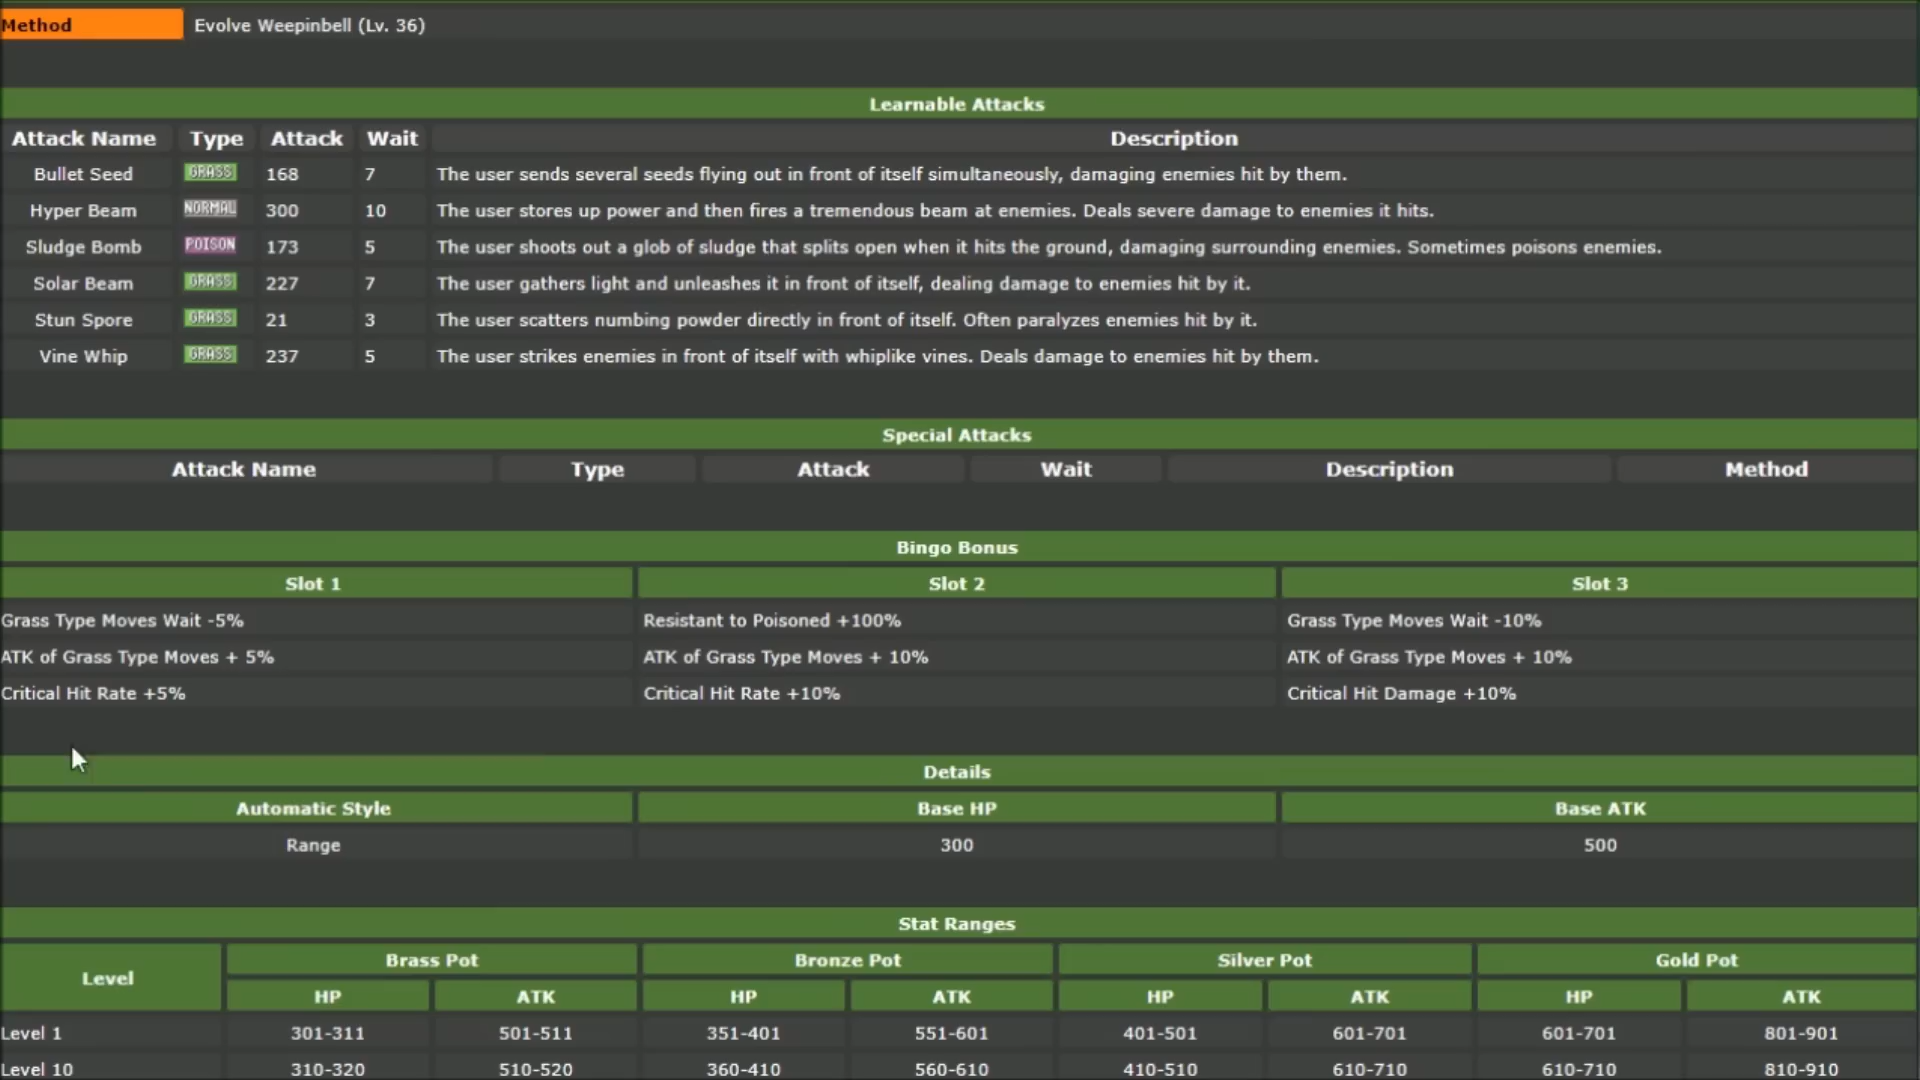 Method Evolve Weepinbell (Lv. 36)
Learnable Attacks
Attack Name Type Attack Wait Description
Bullet Seed GRASS 168 7 The user sends several seeds flying out in front of itself simultaneously, damaging enemies hit by them.
Hyper Beam NORMAL 300 10 The user stores up power and then fires a tremendous beam at enemies. Deals severe damage to enemies it hits.
Sludge Bomb POISON 173 5 The user shoots out a glob of sludge that splits open when it hits the ground, damaging surrounding enemies. Sometimes poisons enemies.
Solar Beam GRASS 227 7 The user gathers light and unleashes it in front of itself, dealing damage to enemies hit by it.
Stun Spore GRASS 21 3 The user scatters numbing powder directly in front of itself. Often paralyzes enemies hit by it.
Vine Whip GRASS 237 5 The user strikes enemies in front of itself with whiplike vines. Deals damage to enemies hit by them.
Special Attacks
Attack Name Type Attack Wait Description Method
Bingo Bonus
Slot 1 Slot 2 Slot 3
Grass Type Moves Wait -5% Resistant to Poisoned +100% Grass Type Moves Wait -10%
ATK of Grass Type Moves + 5% ATK of Grass Type Moves + 10% ATK of Grass Type Moves + 10%
Critical Hit Rate +5% Critical Hit Rate +10% Critical Hit Damage +10%
Details
Automatic Style Base HP Base ATK
Range 300 500
Stat Ranges
Level Brass Pot Bronze Pot Silver Pot Gold Pot
HP ATK HP ATK HP ATK HP ATK
Level 1 301-311 501-511 351-401 551-601 401-501 601-701 601-701 801-901
Level 10 310-320 510-520 360-410 560-610 410-510 610-710 610-710 810-910